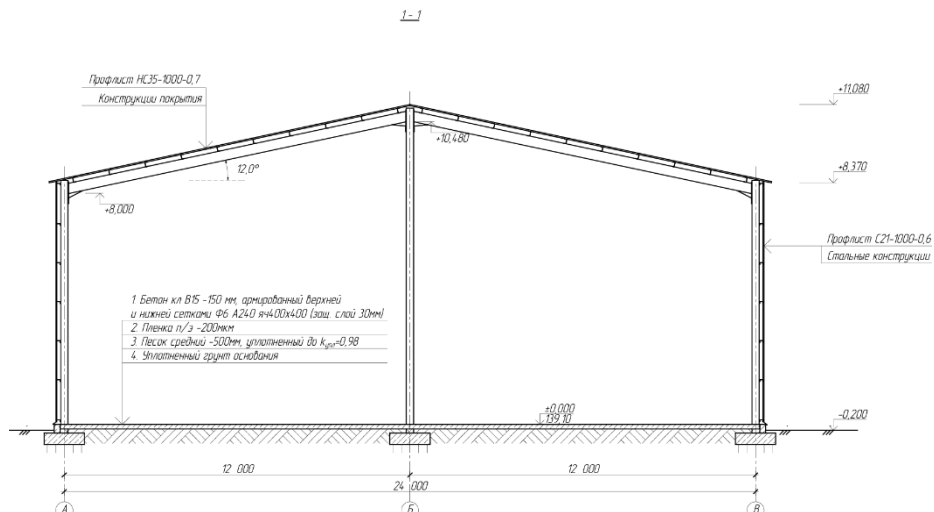 1-1
Профлист НС35-1000-0,7
Конструкции покрытия
+11,080
+10,480
12,0°
+8,370
+8,000
Профлист С21-1000-0,6
Стальные конструкции
1. Бетон кл В15 -150 мм, армированный верхней
и нижней сетками Ф6 А240 яч400х400 (защ. слой 30мм)
2. Пленка п/э -200мкм
3. Песок средний -500мм, уплотненный до kупл=0,98
4. Уплотненный грунт основания
±0.000
139,10
-0,200
12 000
12 000
24 000
А
Б
В